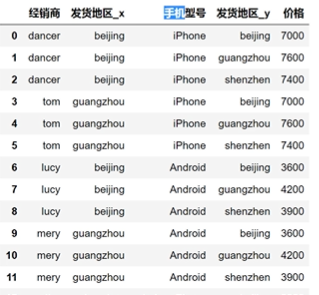 经销商 发货地区_x 手机型号 发货地区_y 价格
0 dancer beijing iPhone beijing 7000
1 dancer beijing iPhone guangzhou 7600
2 dancer beijing iPhone shenzhen 7400
3 tom guangzhou iPhone beijing 7000
4 tom guangzhou iPhone guangzhou 7600
5 tom guangzhou iPhone shenzhen 7400
6 lucy beijing Android beijing 3600
7 lucy beijing Android guangzhou 4200
8 lucy beijing Android shenzhen 3900
9 mery guangzhou Android beijing 3600
10 mery guangzhou Android guangzhou 4200
11 mery guangzhou Android shenzhen 3900